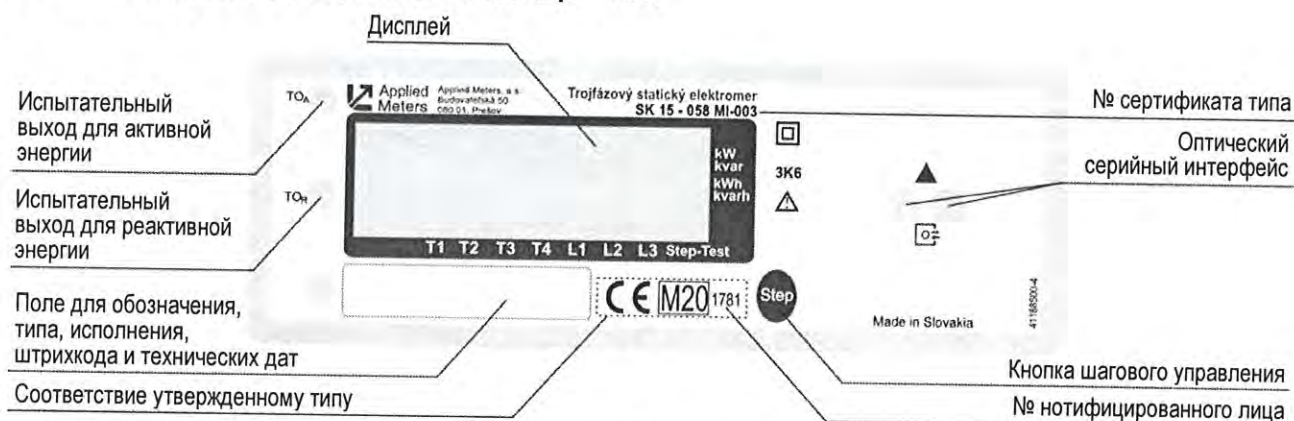 Дисплей
Испытательный
выход для активной
энергии
TOA
Applied
Meters
Applied Meters, a.s.
Budovateľská 50
080 01, Prešov
Trojfázový statický elektromer
SK 15 - 058 MI-003
№ сертификата типа
Оптический
серийный интерфейс
kW
kvar
kWh
kvarh
3K6
Испытательный
выход для реактивной
энергии
TOR
T1 T2 T3 T4 L1 L2 L3 Step-Test
Поле для обозначения,
типа, исполнения,
штрихкода и технических дат
CE M20 1781
Step
Made in Slovakia
Соответствие утвержденному типу
Кнопка шагового управления
№ нотифицированного лица